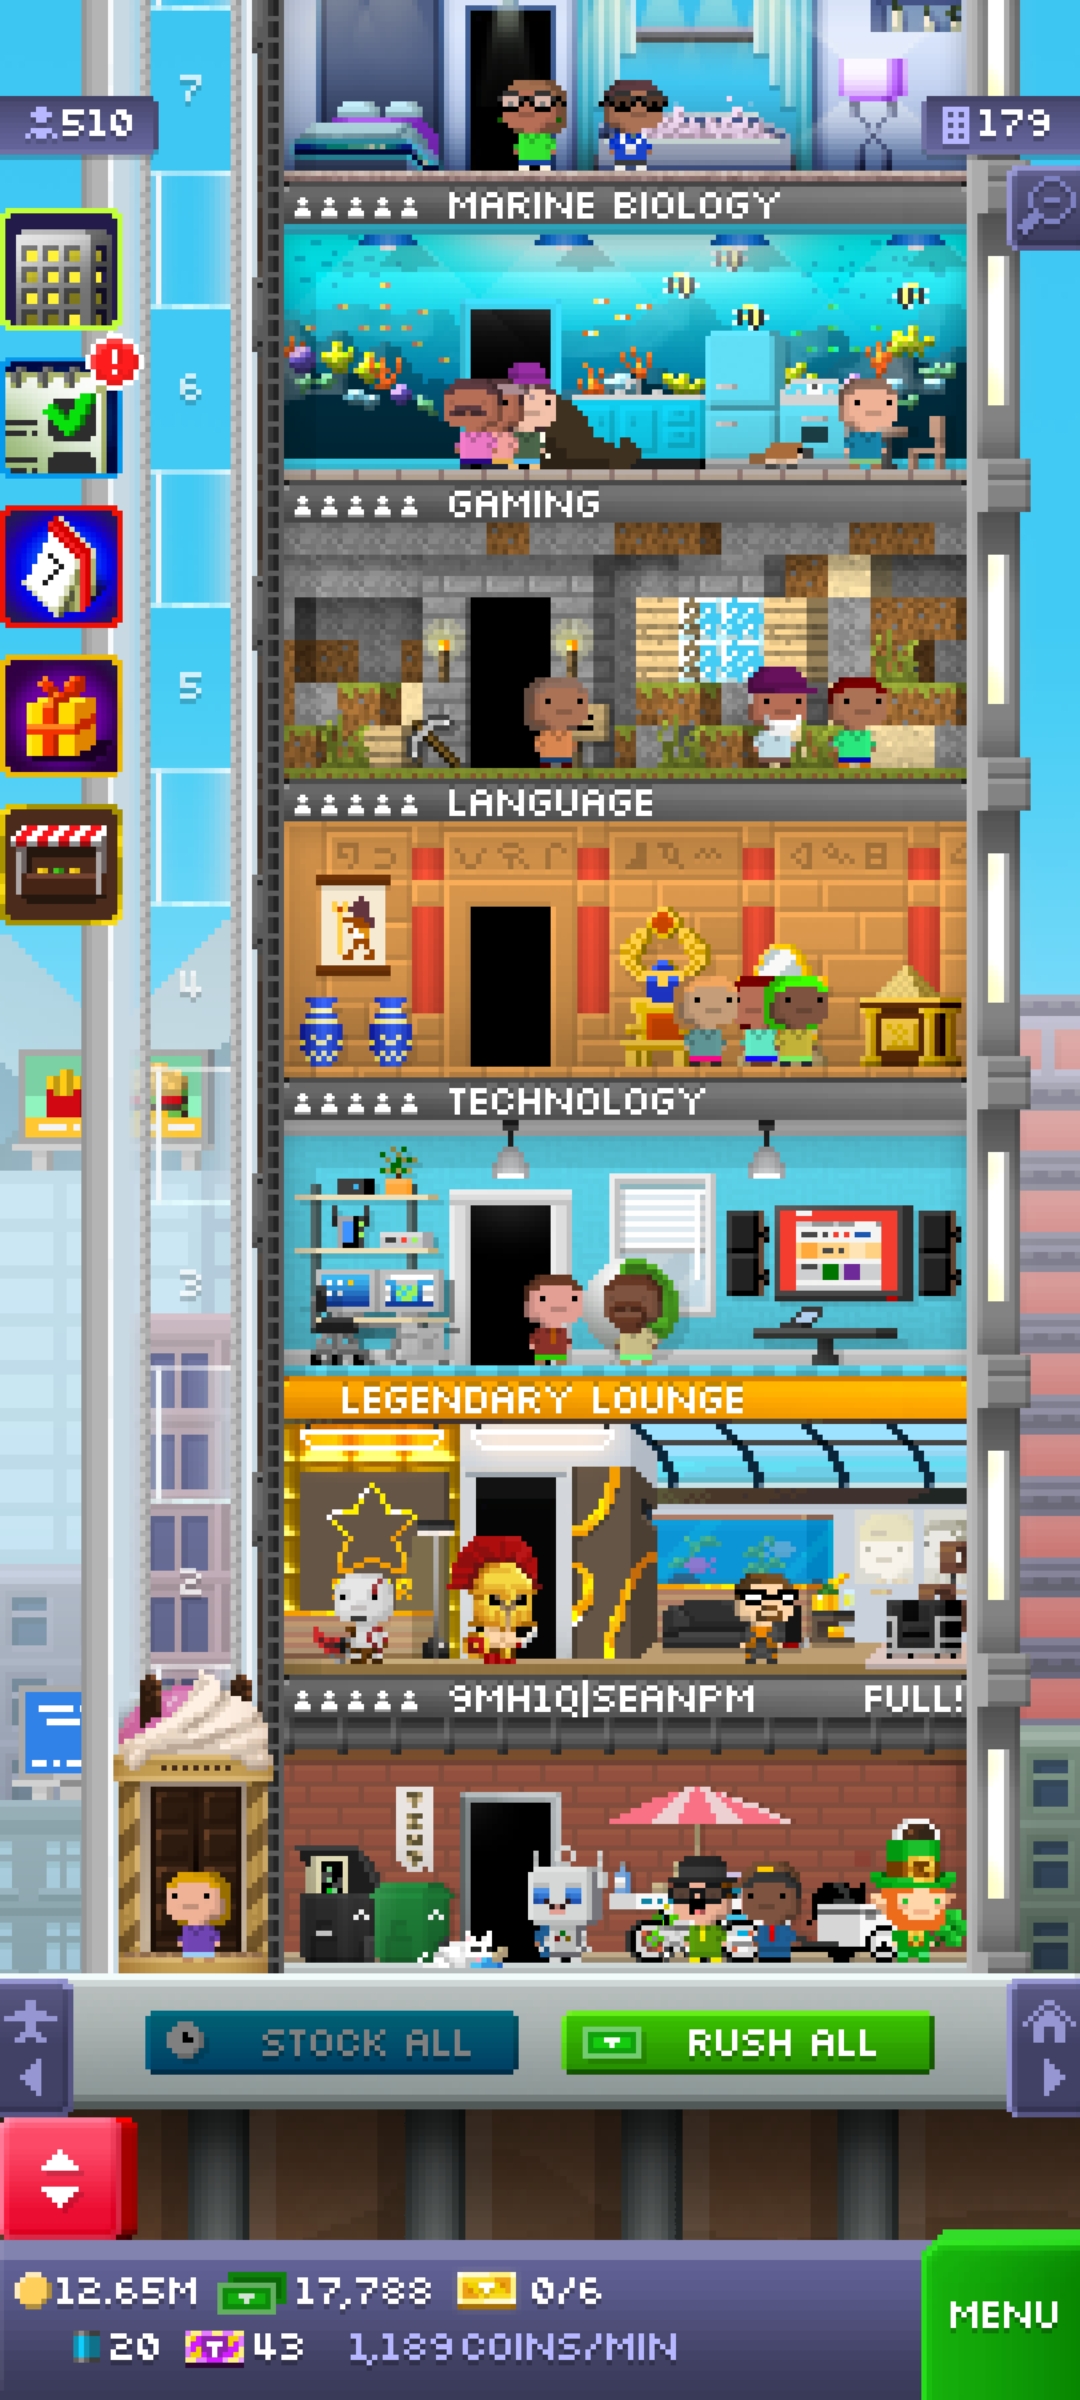 7
510
179
MARINE BIOLOGY
6
GAMING
5
LANGUAGE
4
TECHNOLOGY
3
LEGENDARY LOUNGE
2
9MH1Q|SEANPM FULL!
STOCK ALL
RUSH ALL
12.65M 17,788 0/6
20 43 1,189 COINS/MIN
MENU